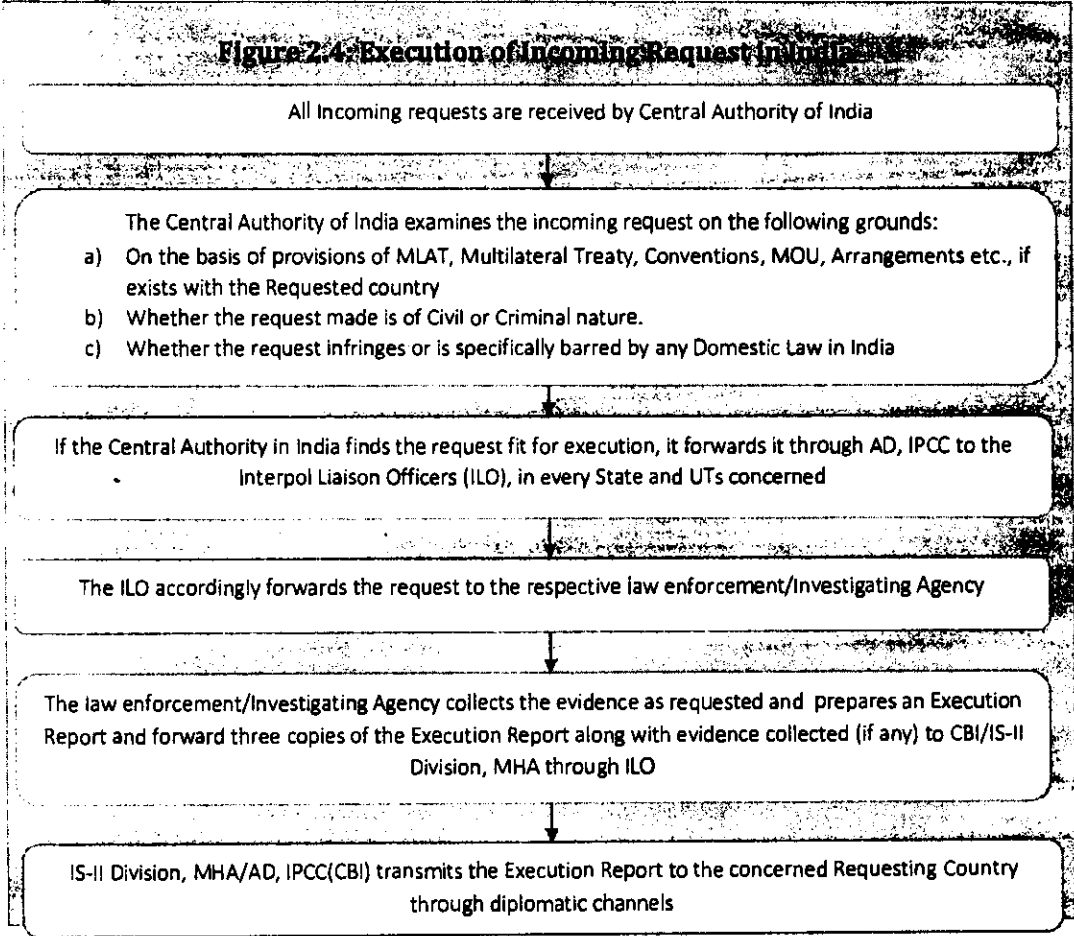 Figure 2.4: Execution of Incoming Request in India
All Incoming requests are received by Central Authority of India
The Central Authority of India examines the incoming request on the following grounds:
a) On the basis of provisions of MLAT, Multilateral Treaty, Conventions, MOU, Arrangements etc., if
exists with the Requested country
b) Whether the request made is of Civil or Criminal nature.
c) Whether the request infringes or is specifically barred by any Domestic Law in India
If the Central Authority in India finds the request fit for execution, it forwards it through AD, IPCC to the
Interpol Liaison Officers (ILO), in every State and UTs concerned
The ILO accordingly forwards the request to the respective law enforcement/Investigating Agency
The law enforcement/Investigating Agency collects the evidence as requested and prepares an Execution
Report and forward three copies of the Execution Report along with evidence collected (if any) to CBI/IS-II
Division, MHA through ILO
IS-II Division, MHA/AD, IPCC(CBI) transmits the Execution Report to the concerned Requesting Country
through diplomatic channels